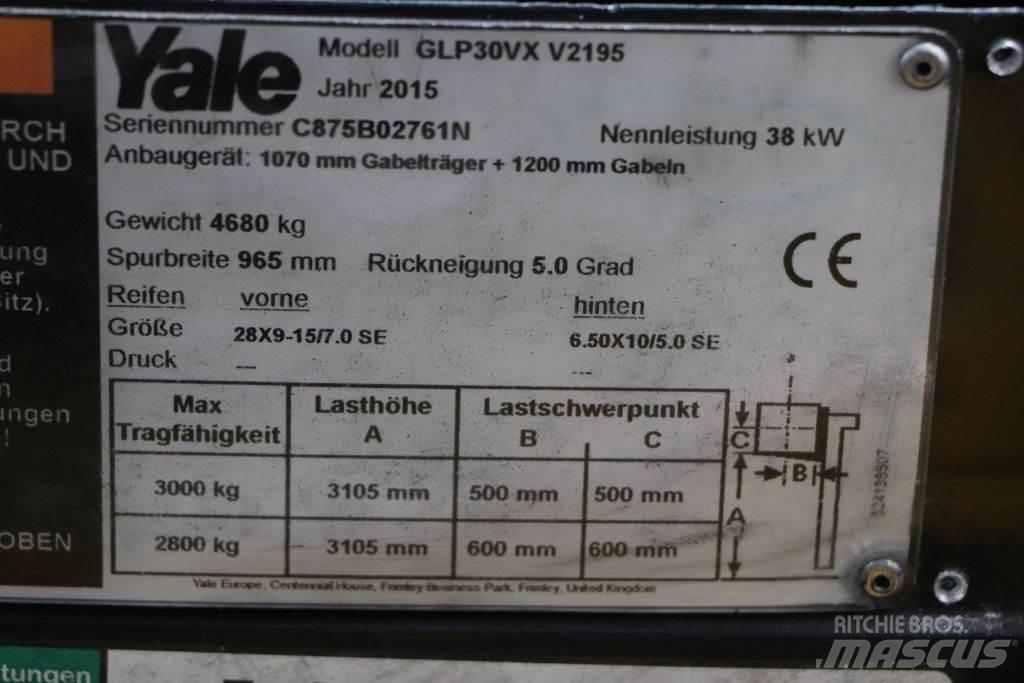 Yale
Modell GLP30VX V2195
Jahr 2015
Seriennummer C875B02761N
Nennleistung 38 kW
Anbaugerät: 1070 mm Gabelträger + 1200 mm Gabeln
Gewicht 4680 kg
Spurbreite 965 mm Rückneigung 5.0 Grad
CE
Reifen vorne hinten
Größe 28X9-15/7.0 SE 6.50X10/5.0 SE
Druck --- ---
Max Tragfähigkeit
Lasthöhe A
Lastschwerpunkt
B C
3000 kg 3105 mm 500 mm 500 mm
2800 kg 3105 mm 600 mm 600 mm
C
B
A
Yale Europe, Centennial House, Frimley Business Park, Frimley, United Kingdom
RCH
UND
ung
er
itz).
d
n
ungen
!
OBEN
tungen
RITCHIE BROS.
MASCUS